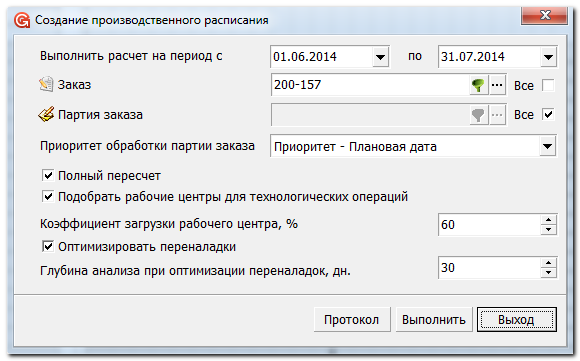 Создание производственного расписания
Выполнить расчет на период с 01.06.2014 по 31.07.2014
Заказ 200-157 ... Все
Партия заказа ... Все
Приоритет обработки партии заказа Приоритет - Плановая дата
Полный пересчет
Подобрать рабочие центры для технологических операций
Коэффициент загрузки рабочего центра, % 60
Оптимизировать переналадки
Глубина анализа при оптимизации переналадок, дн. 30
Протокол Выполнить Выход